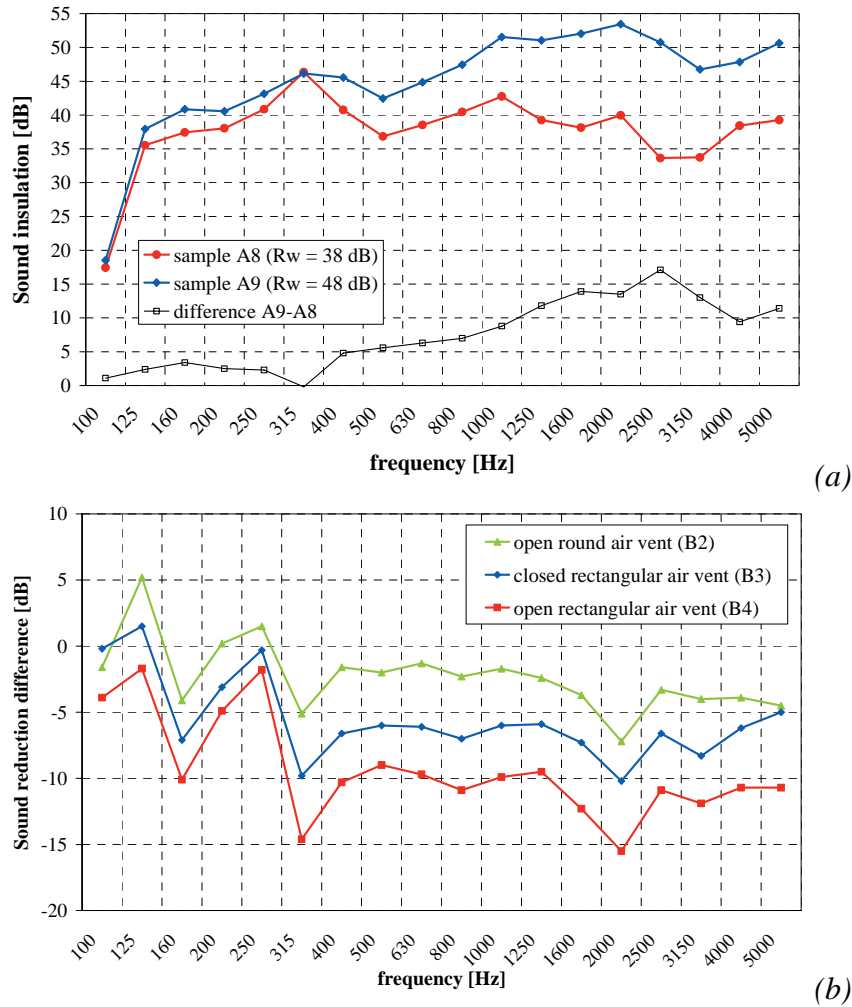 55
50
45
40
35
30
25
20
15
10
5
0
Sound insulation [dB]
sample A8 (Rw = 38 dB)
sample A9 (Rw = 48 dB)
difference A9-A8
100 125 160 200 250 315 400 500 630 800 1000 1250 1600 2000 2500 3150 4000 5000
frequency [Hz]
(a)
10
5
0
-5
-10
-15
-20
Sound reduction difference [dB]
open round air vent (B2)
closed rectangular air vent (B3)
open rectangular air vent (B4)
100 125 160 200 250 315 400 500 630 800 1000 1250 1600 2000 2500 3150 4000 5000
frequency [Hz]
(b)